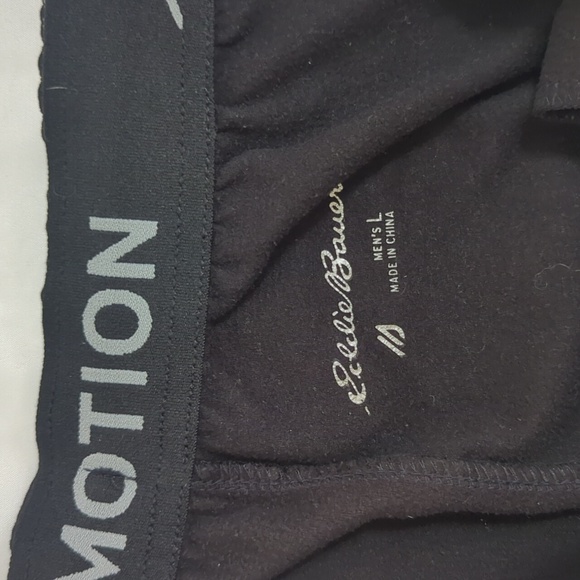 MOTION
Eddie Bauer
MEN'S L
MADE IN CHINA